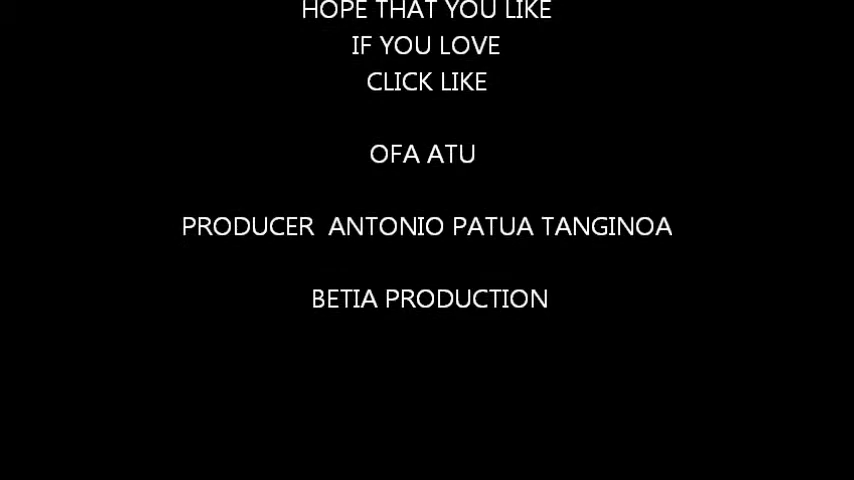 HOPE THAT YOU LIKE
IF YOU LOVE
CLICK LIKE
OFA ATU
PRODUCER  ANTONIO PATUA TANGINOA
BETIA PRODUCTION